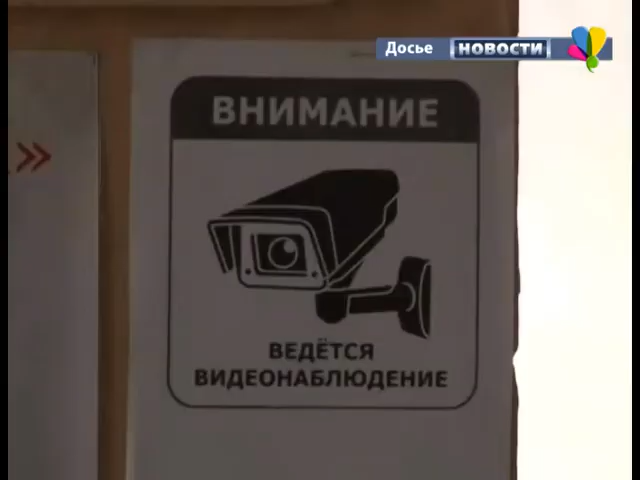 Досье НОВОСТИ
ВНИМАНИЕ
»
ВЕДЁТСЯ
ВИДЕОНАБЛЮДЕНИЕ